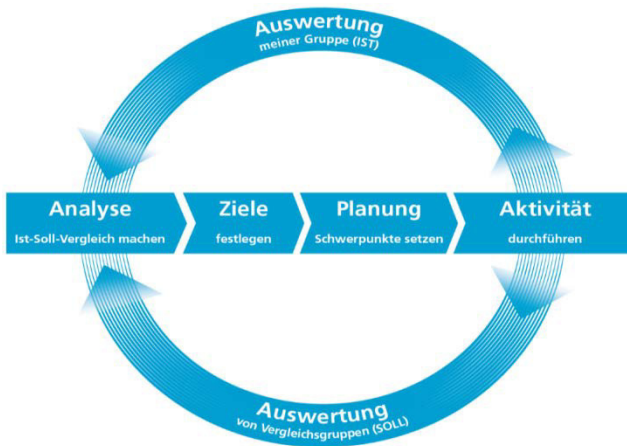 Auswertung
meiner Gruppe (IST)
Analyse
Ist-Soll-Vergleich machen
Ziele
festlegen
Planung
Schwerpunkte setzen
Aktivität
durchführen
Auswertung
von Vergleichsgruppen (SOLL)